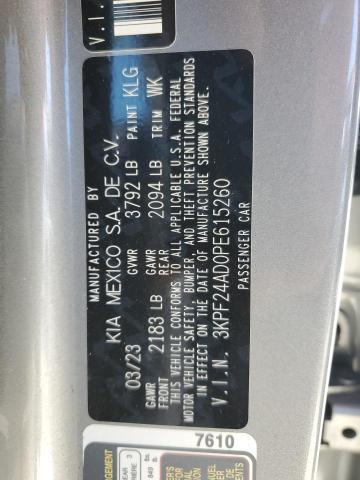 V.I.N
MANUFACTURED BY
KIA MEXICO S.A. DE C.V.
03/23 GVWR 3792 LB PAINT KLG
GAWR FRONT 2183 LB GAWR REAR 2094 LB TRIM WK
THIS VEHICLE CONFORMS TO ALL APPLICABLE U.S.A. FEDERAL
MOTOR VEHICLE SAFETY, BUMPER, AND THEFT PREVENTION STANDARDS
IN EFFECT ON THE DATE OF MANUFACTURE SHOWN ABOVE.
V.I.N. 3KPF24AD0PE615260
PASSENGER CAR
7610